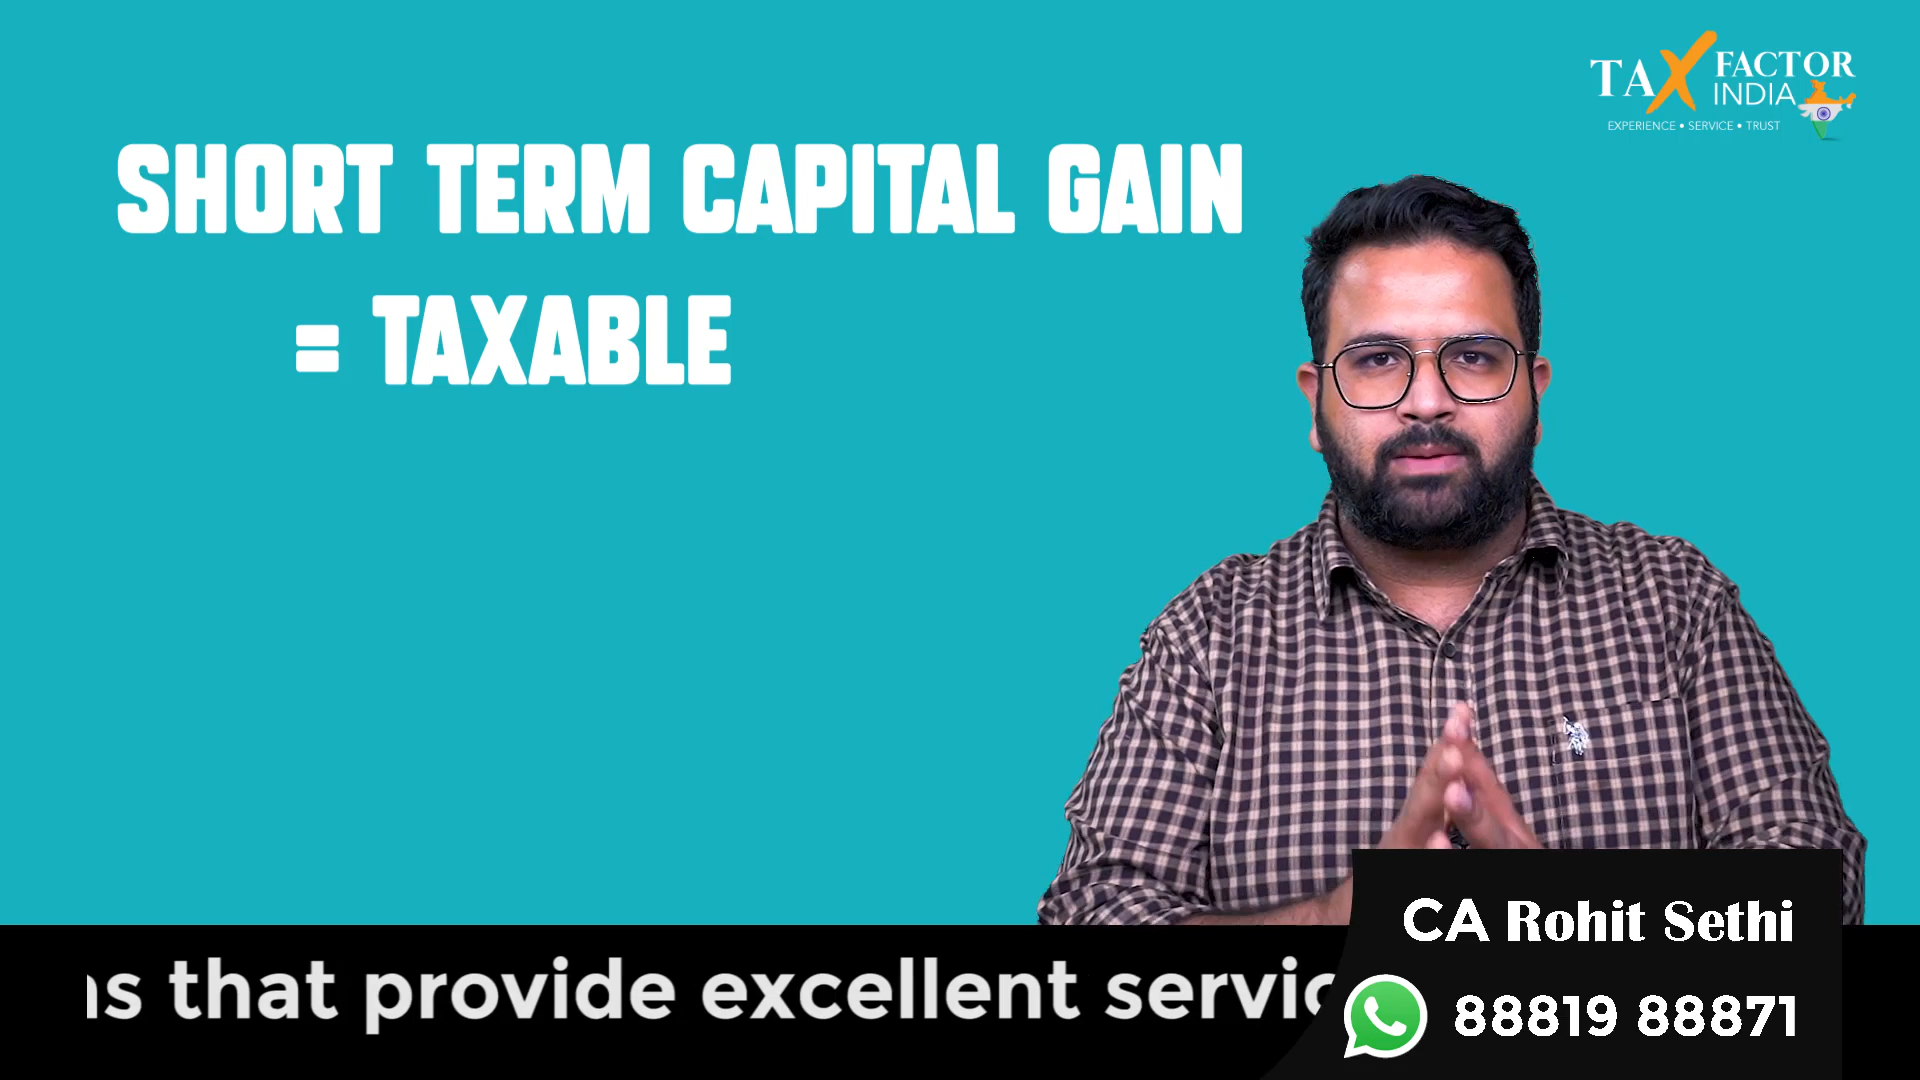 TAX FACTOR
INDIA
EXPERIENCE • SERVICE • TRUST
SHORT TERM CAPITAL GAIN
= TAXABLE
CA Rohit Sethi
that provide excellent
88819 88871